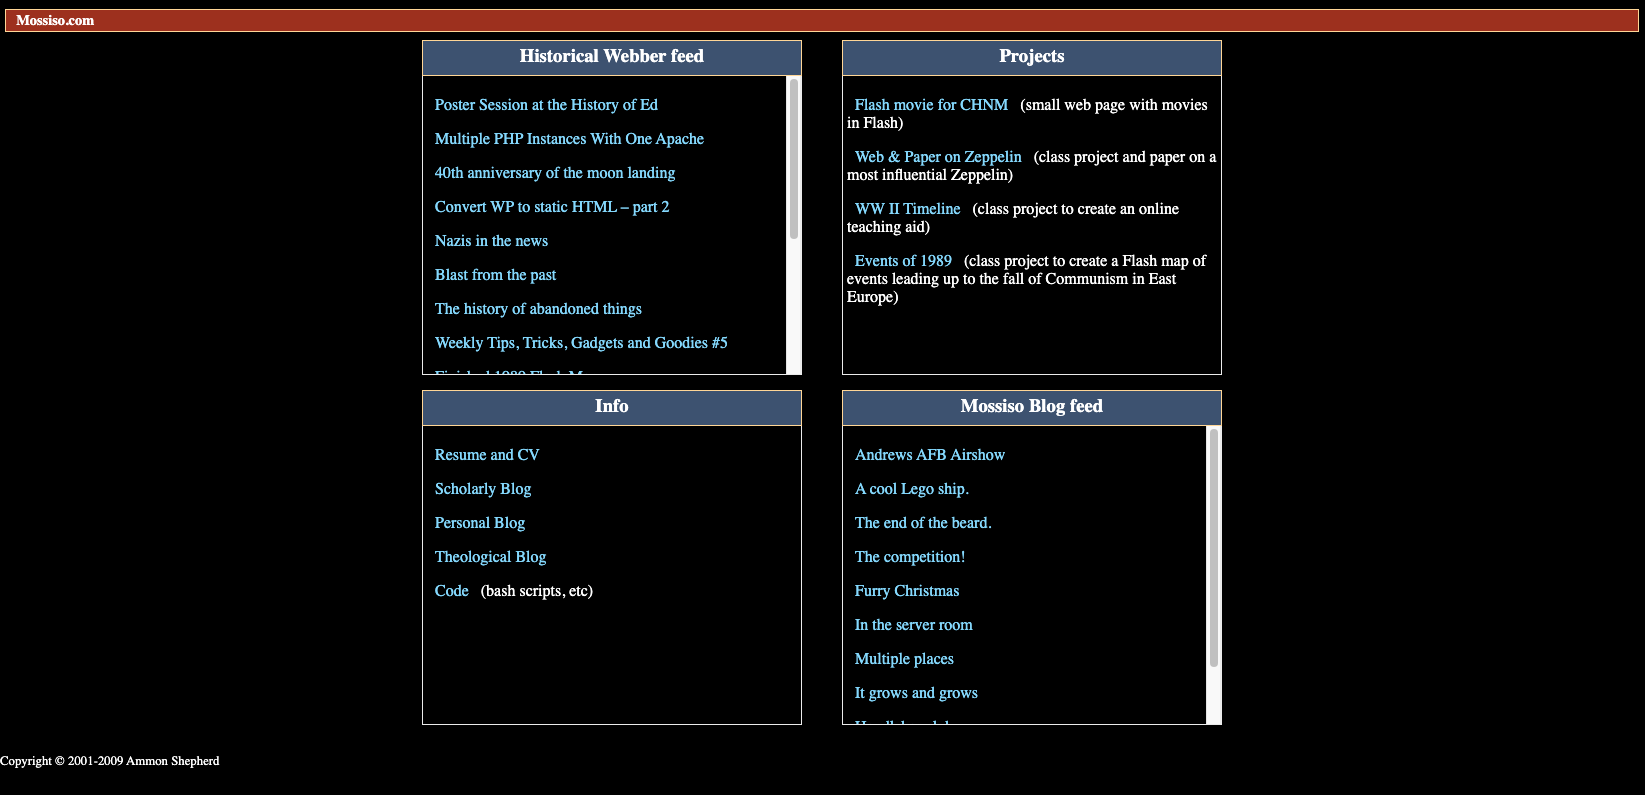 Mossiso.com
Historical Webber feed
Poster Session at the History of Ed
Multiple PHP Instances With One Apache
40th anniversary of the moon landing
Convert WP to static HTML – part 2
Nazis in the news
Blast from the past
The history of abandoned things
Weekly Tips, Tricks, Gadgets and Goodies #5
Projects
Flash movie for CHNM (small web page with movies
in Flash)
Web & Paper on Zeppelin (class project and paper on a
most influential Zeppelin)
WW II Timeline (class project to create an online
teaching aid)
Events of 1989 (class project to create a Flash map of
events leading up to the fall of Communism in East
Europe)
Info
Resume and CV
Scholarly Blog
Personal Blog
Theological Blog
Code (bash scripts, etc)
Mossiso Blog feed
Andrews AFB Airshow
A cool Lego ship.
The end of the beard.
The competition!
Furry Christmas
In the server room
Multiple places
It grows and grows
Copyright © 2001-2009 Ammon Shepherd